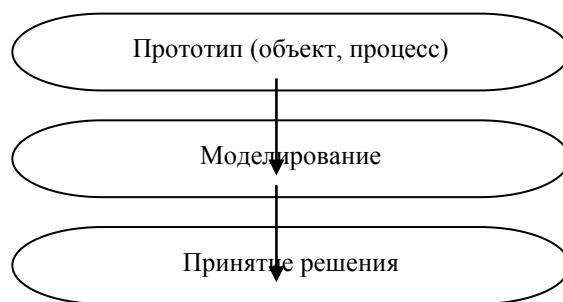 Прототип (объект, процесс)
Моделирование
Принятие решения